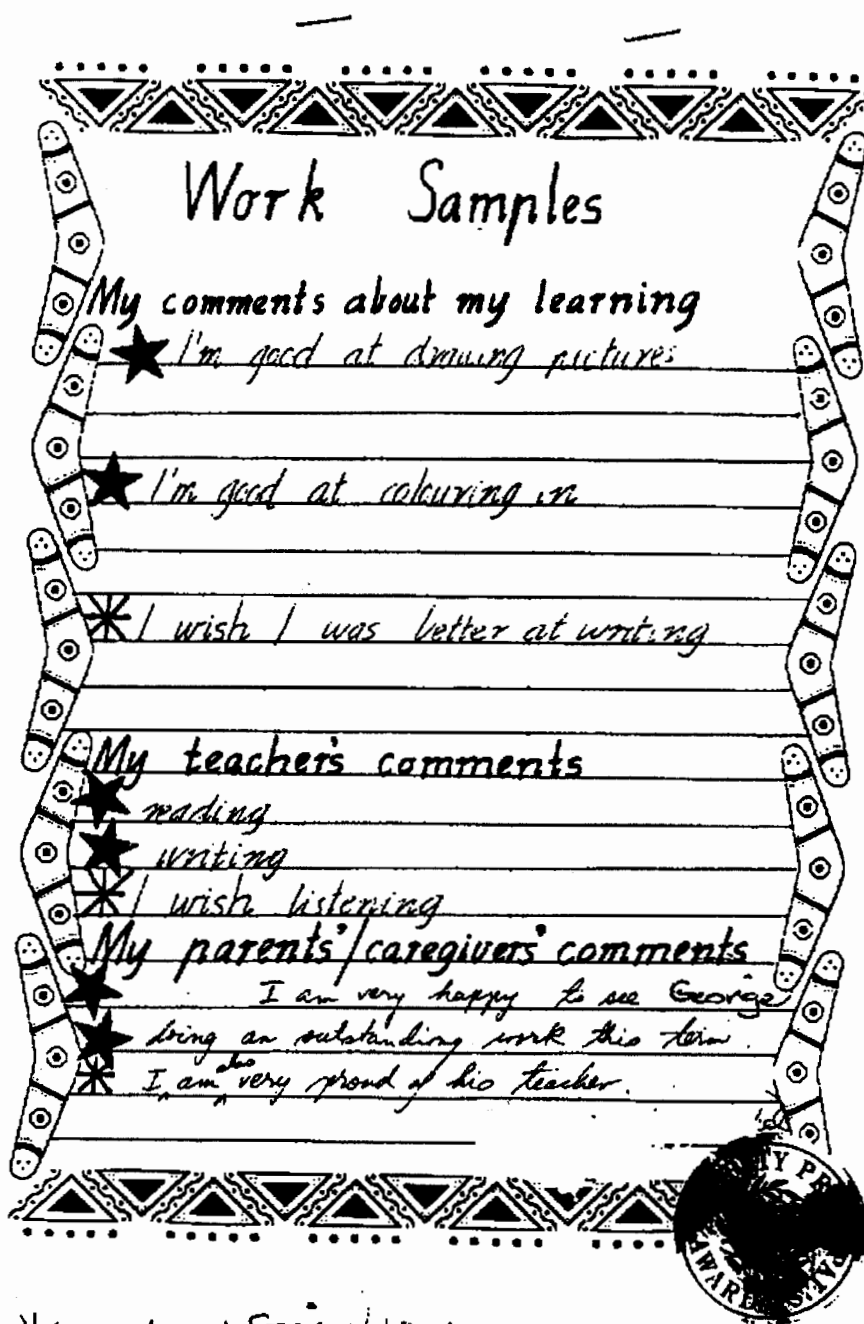 Work Samples
My comments about my learning
I'm good at drawing pictures
I'm good at colouring in
I wish I was better at writing
My teacher's comments
reading
writing
I wish listening
My parents'/caregivers' comments
I am very happy to see George
doing an outstanding work this term.
I am also very proud of his teacher.